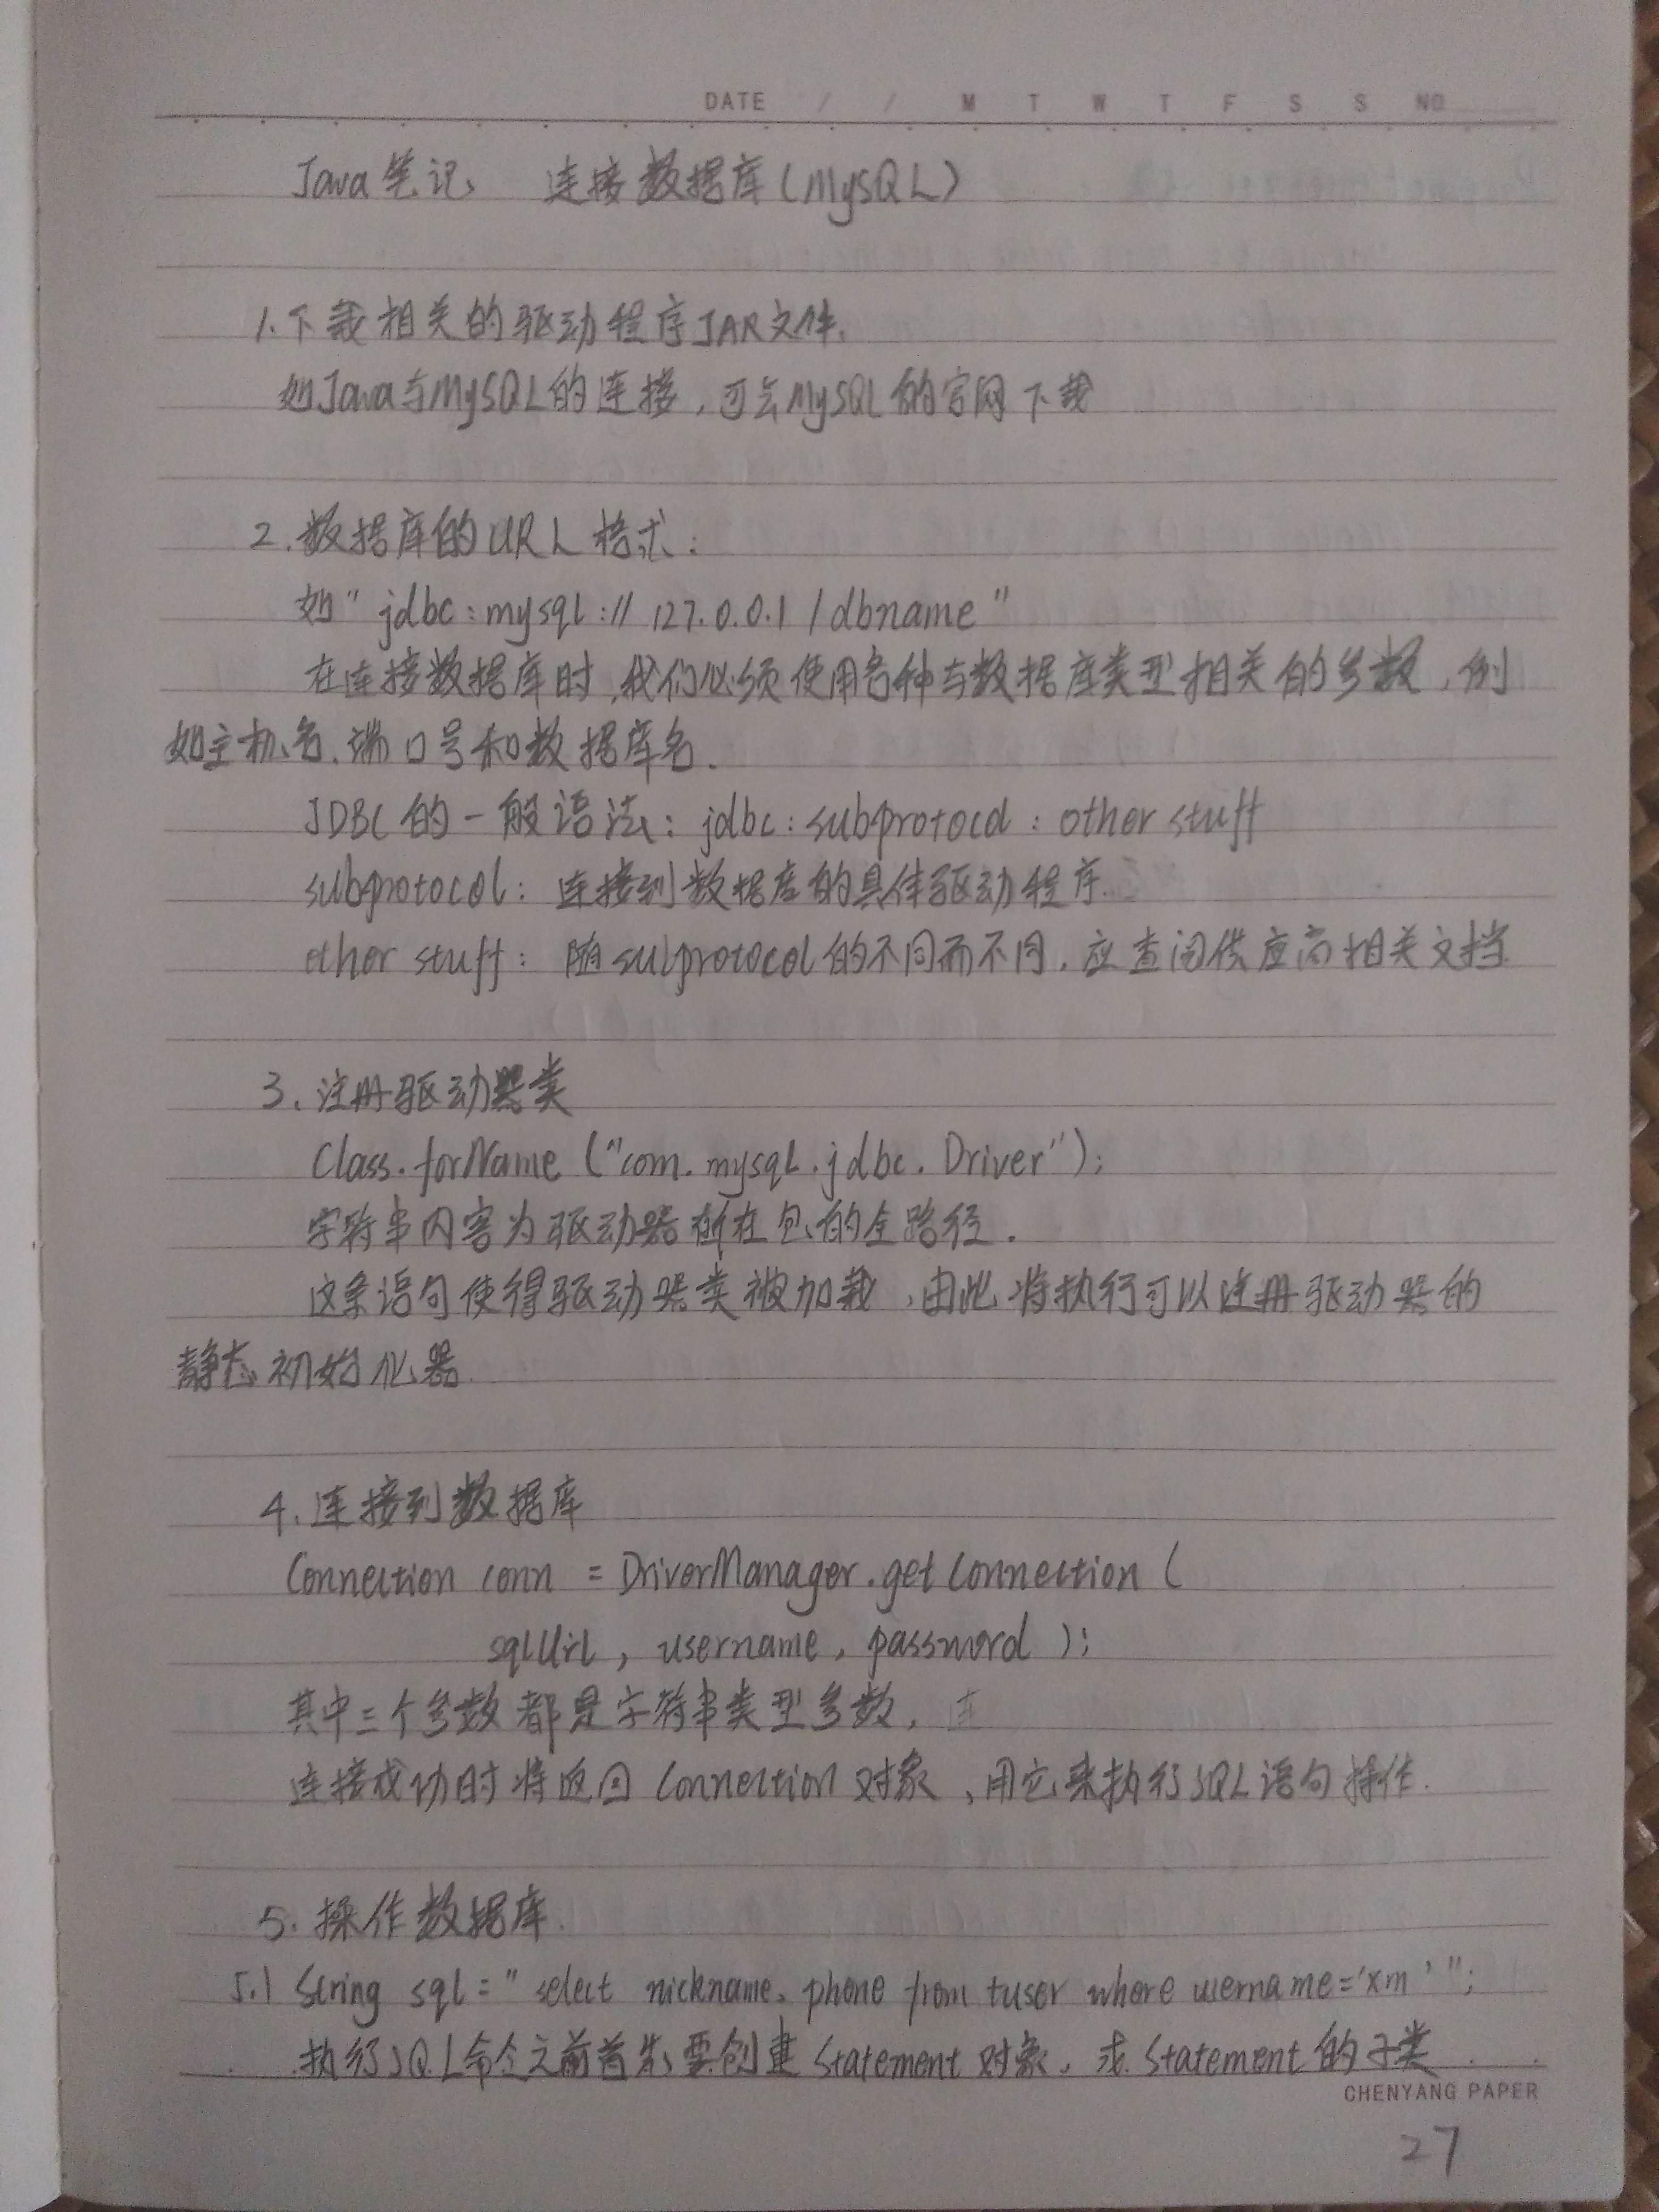 DATE / / M T W T F S S NO.
Java笔记 连接数据库(MySQL)
1.下载相关的驱动程序JAR文件.
如Java与MySQL的连接,可去MySQL的官网下载
2.数据库的URL格式:
如"jdbc:mysql://127.0.0.1/dbname"
在连接数据库时,我们必须使用各种与数据库类型相关的参数,例
如主机名.端口号和数据库名.
JDBC的一般语法: jdbc:subprotocol:other stuff
subprotocol: 连接到数据库的具体驱动程序.
other stuff: 随subprotocol的不同而不同,应查阅供应商相关文档
3.注册驱动器类
Class.forName("com.mysql.jdbc.Driver");
字符串内容为驱动器所在包的全路径.
这条语句使得驱动器类被加载,由此将执行可以注册驱动器的
静态初始化器.
4.连接到数据库
Connection conn = DriverManager.getConnection(
sqlUrl, username, password);
其中三个参数都是字符串类型参数, 连
连接成功时将返回Connection对象,用它来执行SQL语句操作.
5.操作数据库.
5.1 String sql="select nickname, phone from tuser where username='xm'";
执行SQL命令之前首先要创建Statement对象,或Statement的子类
CHENYANG PAPER
27